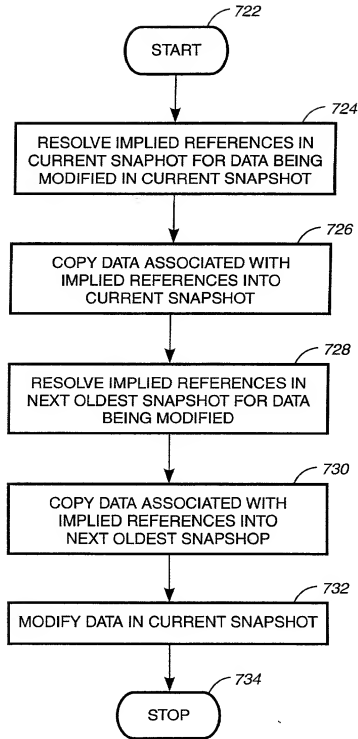 722
START
724
RESOLVE IMPLIED REFERENCES IN
CURRENT SNAPHOT FOR DATA BEING
MODIFIED IN CURRENT SNAPSHOT
726
COPY DATA ASSOCIATED WITH
IMPLIED REFERENCES INTO
CURRENT SNAPSHOT
728
RESOLVE IMPLIED REFERENCES IN
NEXT OLDEST SNAPSHOT FOR DATA
BEING MODIFIED
730
COPY DATA ASSOCIATED WITH
IMPLIED REFERENCES INTO
NEXT OLDEST SNAPSHOP
732
MODIFY DATA IN CURRENT SNAPSHOT
734
STOP